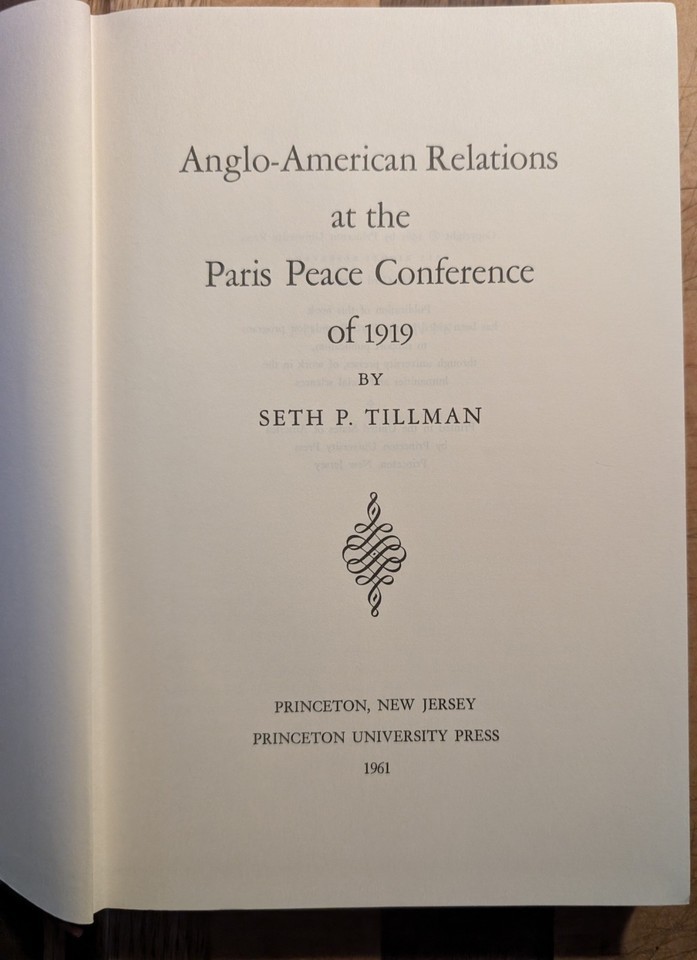 Anglo-American Relations
at the
Paris Peace Conference
of 1919
BY
SETH P. TILLMAN
PRINCETON, NEW JERSEY
PRINCETON UNIVERSITY PRESS
1961